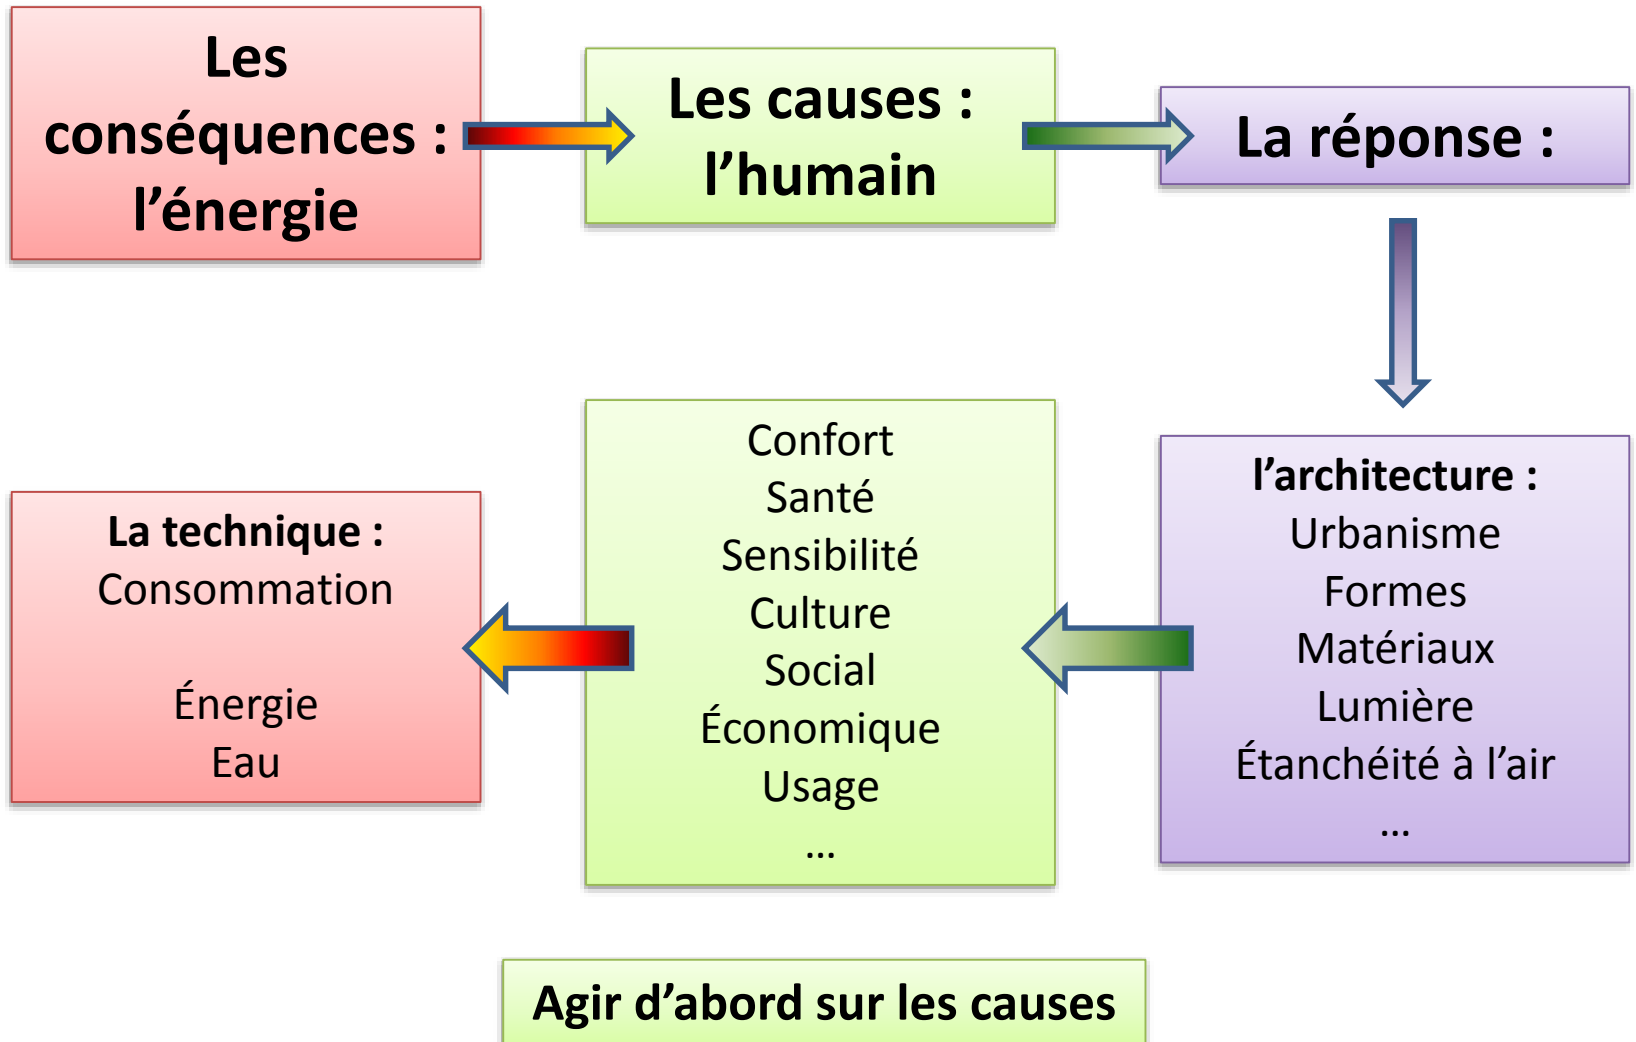 Les
conséquences :
l’énergie
Les causes :
l’humain
La réponse :
l’architecture :
Urbanisme
Formes
Matériaux
Lumière
Étanchéité à l’air
...
Confort
Santé
Sensibilité
Culture
Social
Économique
Usage
...
La technique :
Consommation
Énergie
Eau
Agir d’abord sur les causes